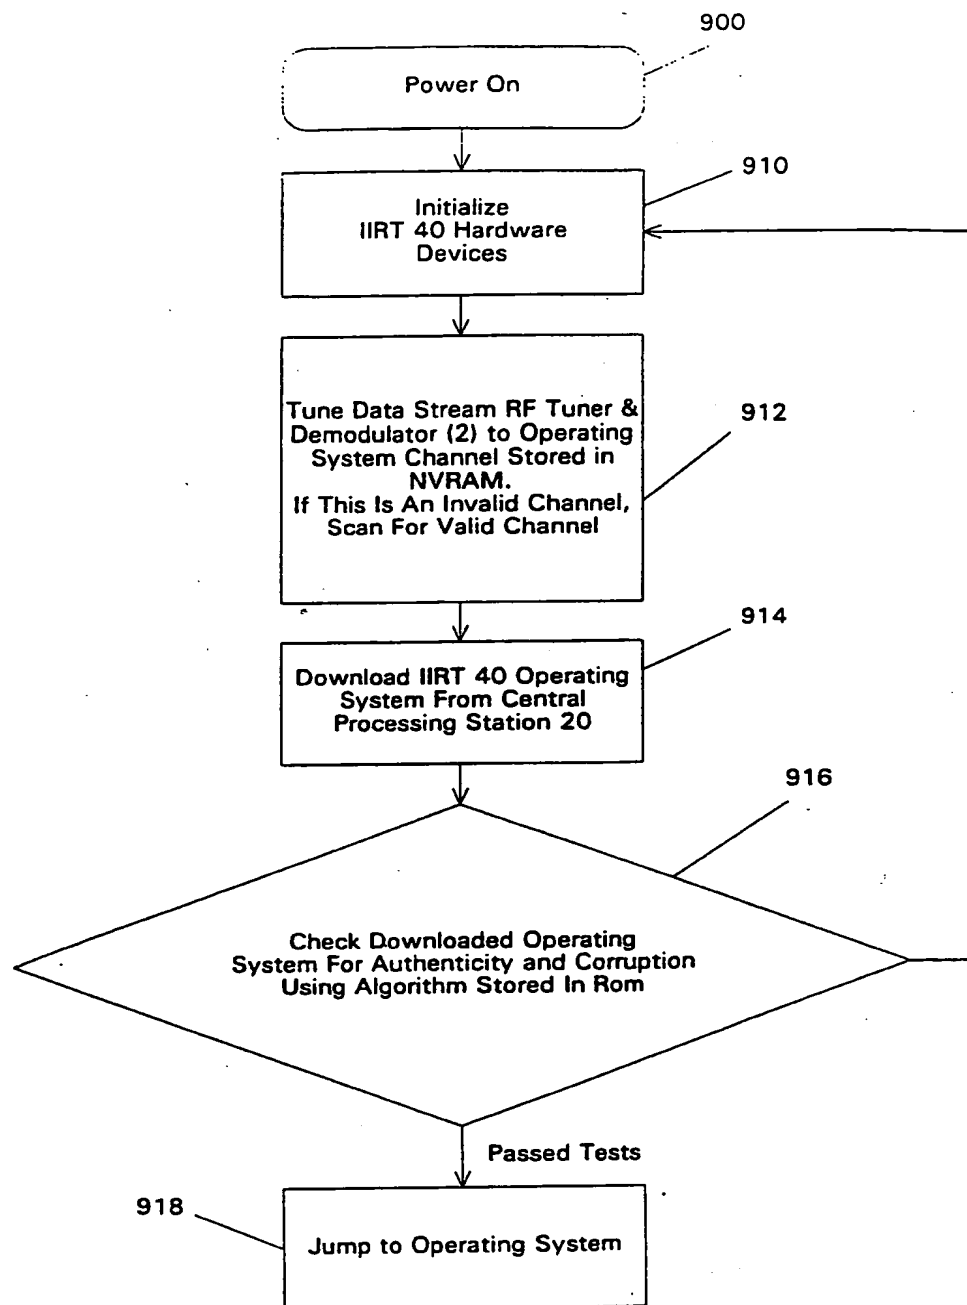 900
Power On
910
Initialize
IIRT 40 Hardware
Devices
Tune Data Stream RF Tuner &
Demodulator (2) to Operating
System Channel Stored in
NVRAM.
If This Is An Invalid Channel,
Scan For Valid Channel
912
914
Download IIRT 40 Operating
System From Central
Processing Station 20
916
Check Downloaded Operating
System For Authenticity and Corruption
Using Algorithm Stored In Rom
Passed Tests
918
Jump to Operating System